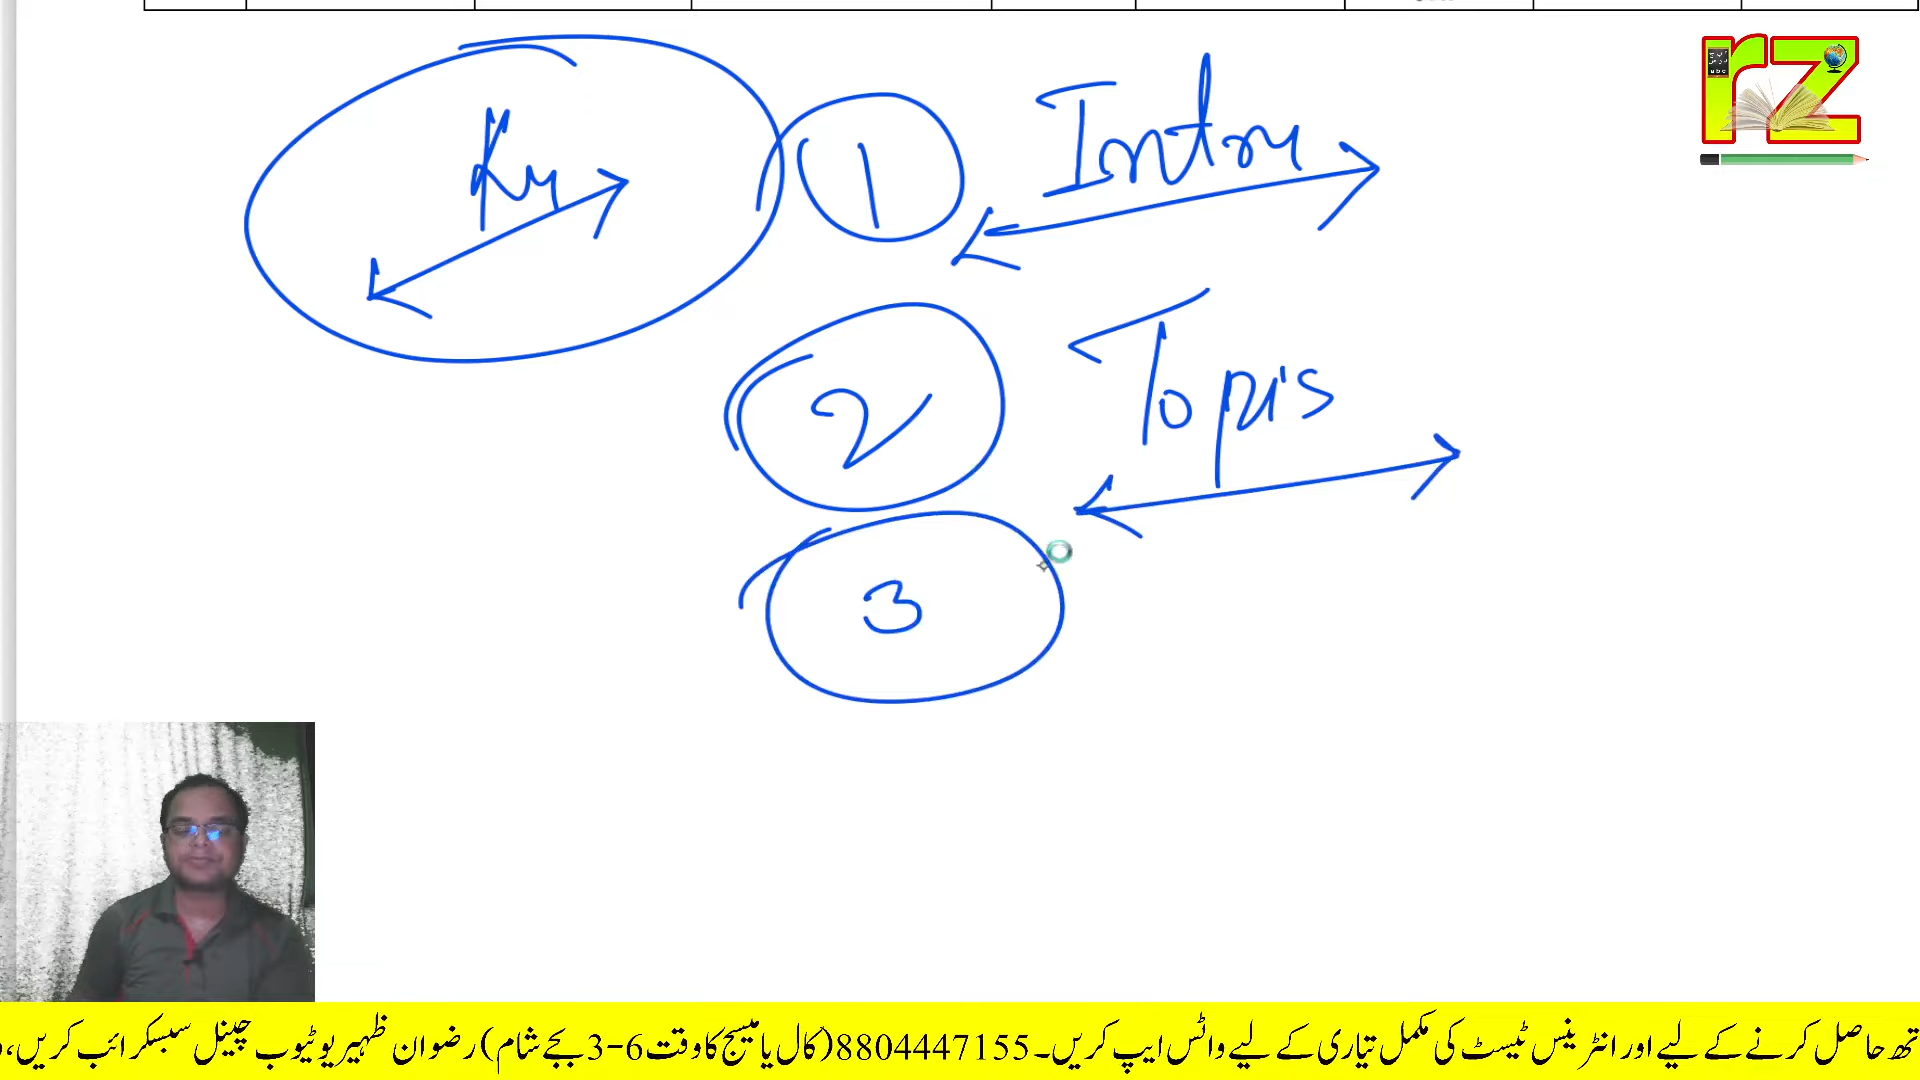 rz
1 Intro
2 Topics
3
تھ حاصل کرنے کے لیے اور انٹرینس ٹیسٹ کی مکمل تیاری کے لیے واٹس ایپ کریں۔ 8804447155 (کال یا میسج کا وقت 6-3 بجے شام) رضوان ظہیر یوٹیوب چینل سبسکرائب کریں،